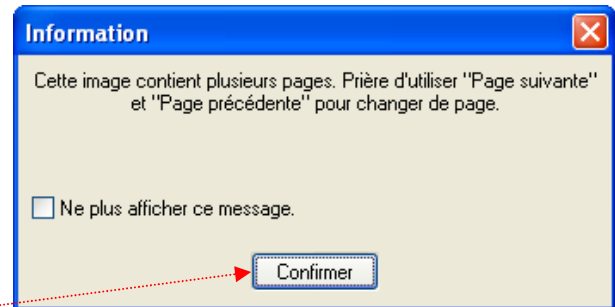 Information
Cette image contient plusieurs pages. Prière d'utiliser "Page suivante"
et "Page précédente" pour changer de page.
Ne plus afficher ce message.
Confirmer